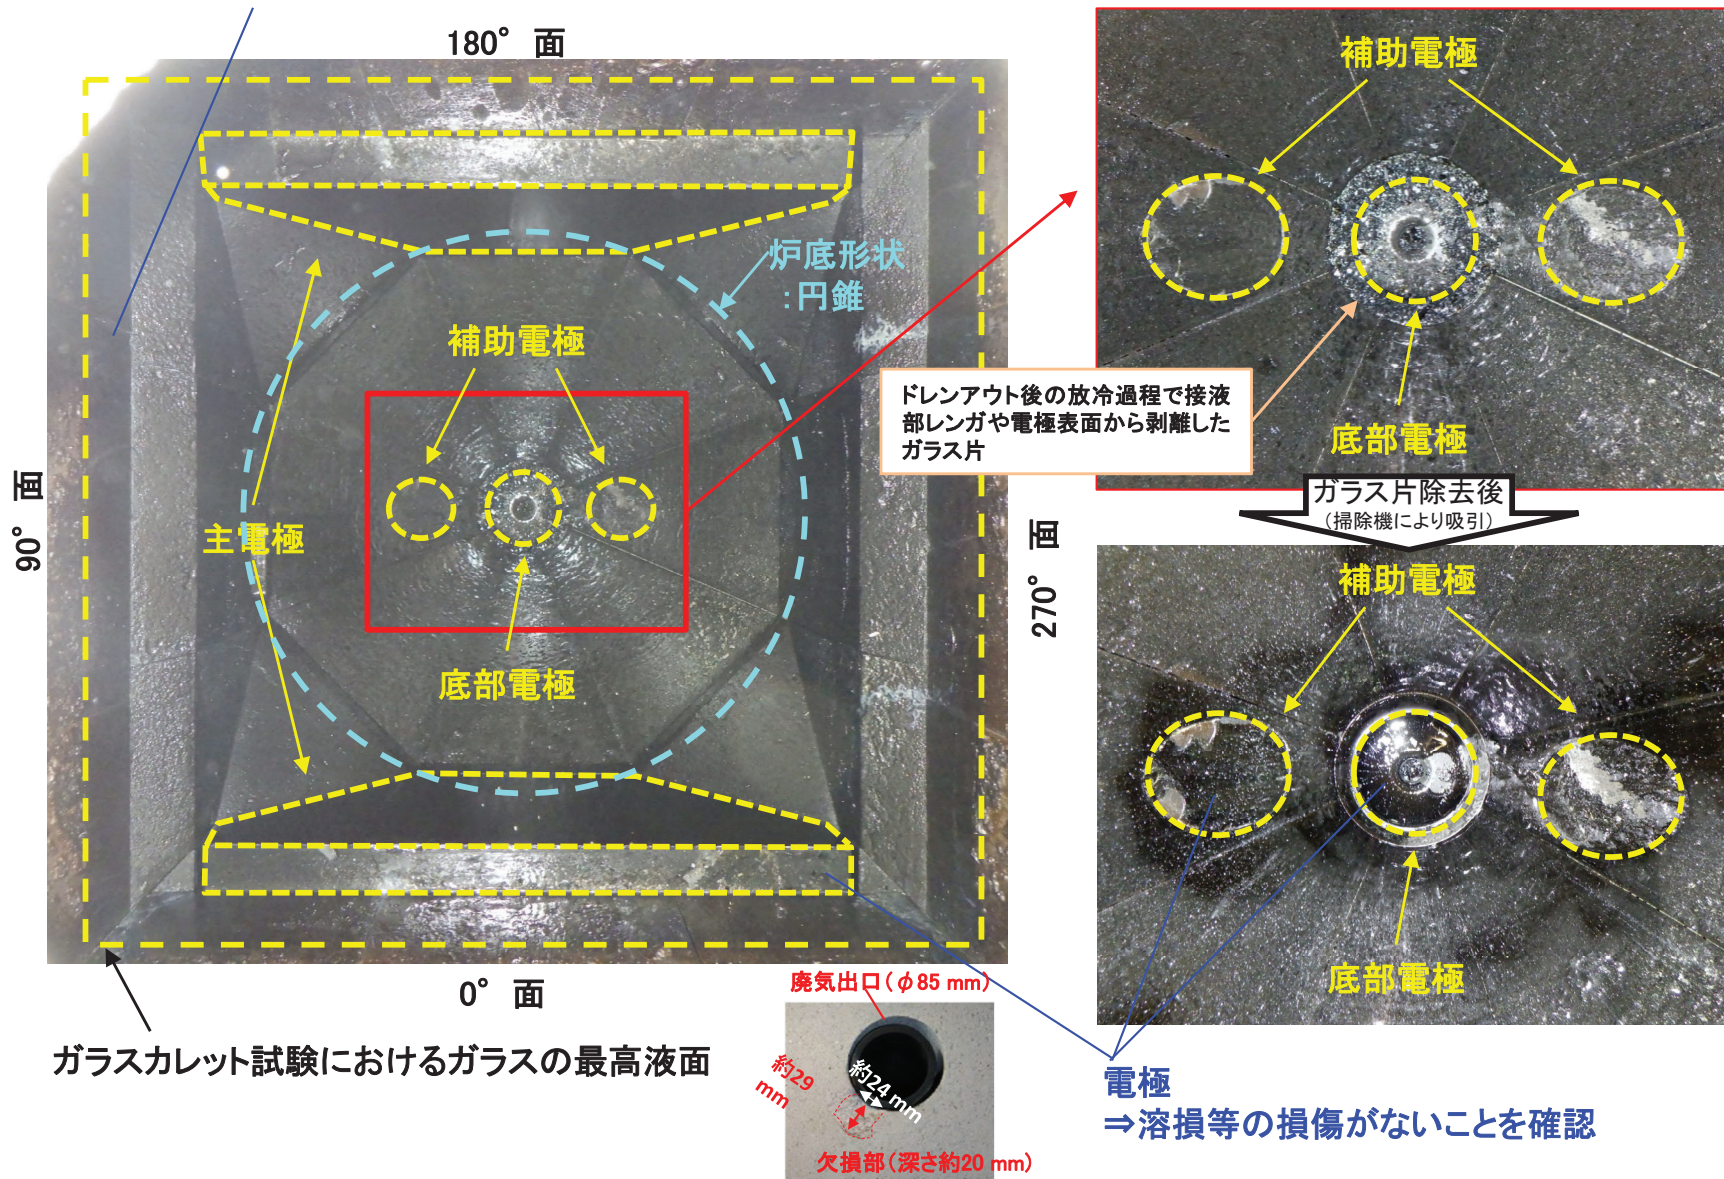 180° 面
補助電極
炉底形状
:円錐
補助電極
ドレンアウト後の放冷過程で接液
部レンガや電極表面から剥離した
ガラス片
底部電極
ガラス片除去後
(掃除機により吸引)
90° 面
主電極
270° 面
補助電極
底部電極
底部電極
0° 面
廃気出口(φ85 mm)
ガラスカレット試験におけるガラスの最高液面
約29
mm
約24 mm
欠損部(深さ約20 mm)
電極
⇒溶損等の損傷がないことを確認